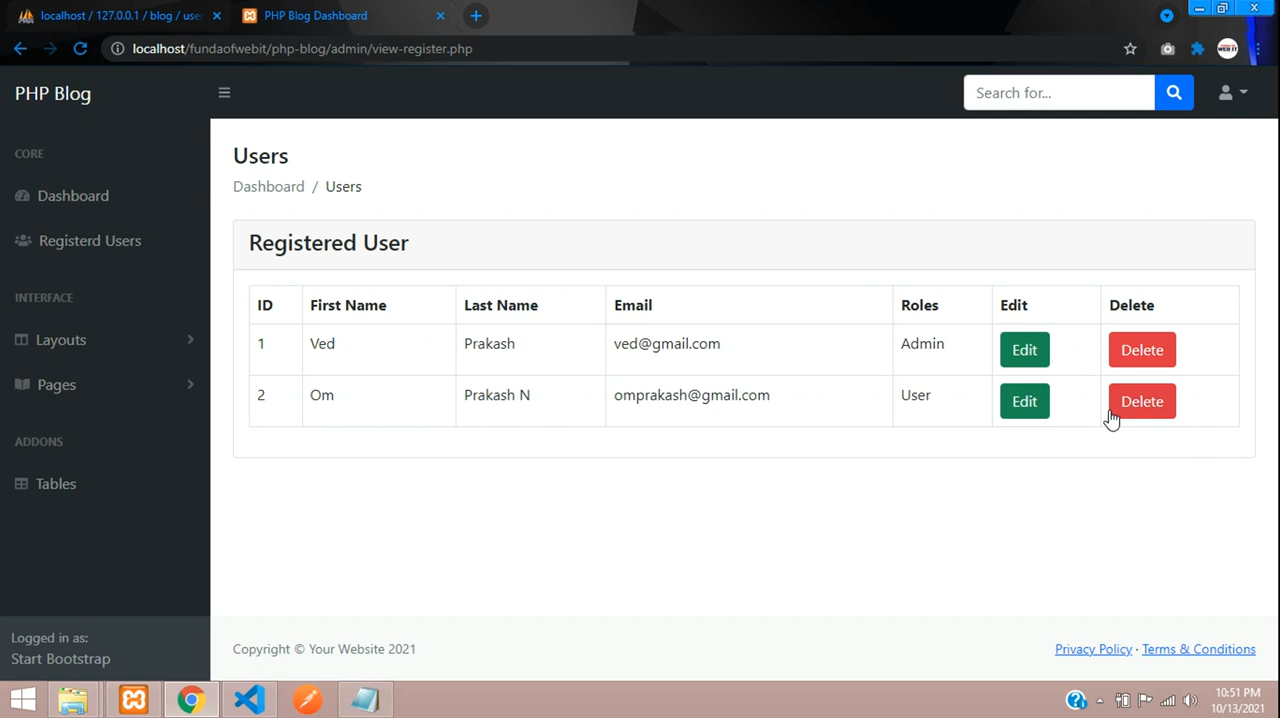 localhost / 127.0.0.1 / blog / user
PHP Blog Dashboard
localhost/fundaofwebit/php-blog/admin/view-register.php
PHP Blog
Search for...
CORE
Dashboard
Registerd Users
INTERFACE
Layouts
Pages
ADDONS
Tables
Logged in as:
Start Bootstrap
Users
Dashboard / Users
Registered User
ID First Name Last Name Email Roles Edit Delete
1 Ved Prakash ved@gmail.com Admin Edit Delete
2 Om Prakash N omprakash@gmail.com User Edit Delete
Copyright © Your Website 2021
Privacy Policy · Terms & Conditions
10:51 PM
10/13/2021